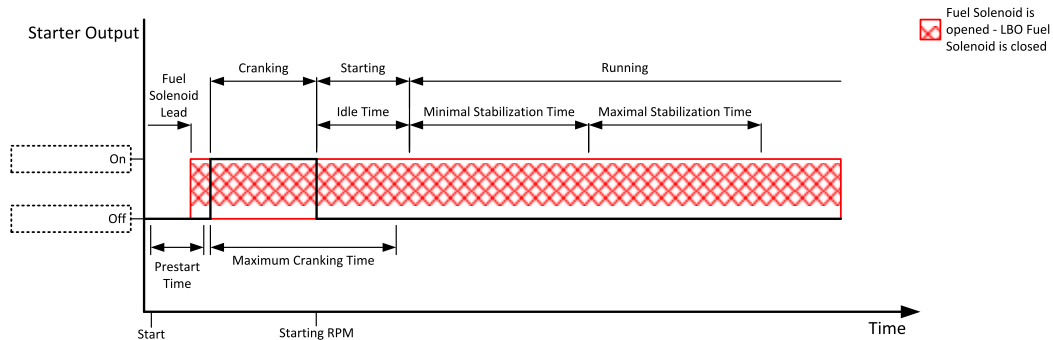 Fuel Solenoid is
opened - LBO Fuel
Solenoid is closed
Starter Output
Cranking
Starting
Running
Fuel
Solenoid
Lead
Idle Time
Minimal Stabilization Time
Maximal Stabilization Time
On
Off
Prestart
Time
Maximum Cranking Time
Start
Starting RPM
Time